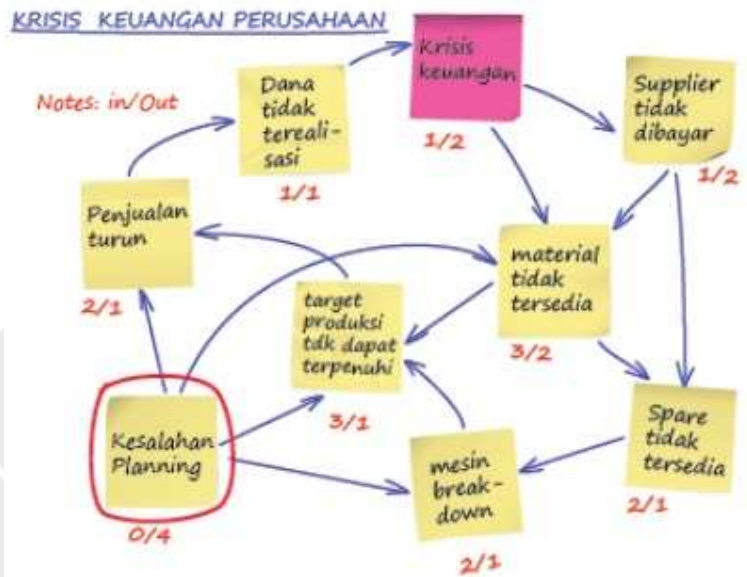 KRISIS KEUANGAN PERUSAHAAN
Notes: in/Out
Krisis
keuangan
1/2
Dana
tidak
tereali-
sasi
1/1
Supplier
tidak
dibayar
1/2
Penjualan
turun
2/1
material
tidak
tersedia
3/2
target
produksi
tdk dapat
terpenuhi
3/1
Kesalahan
Planning
0/4
mesin
break-
down
2/1
Spare
tidak
tersedia
2/1